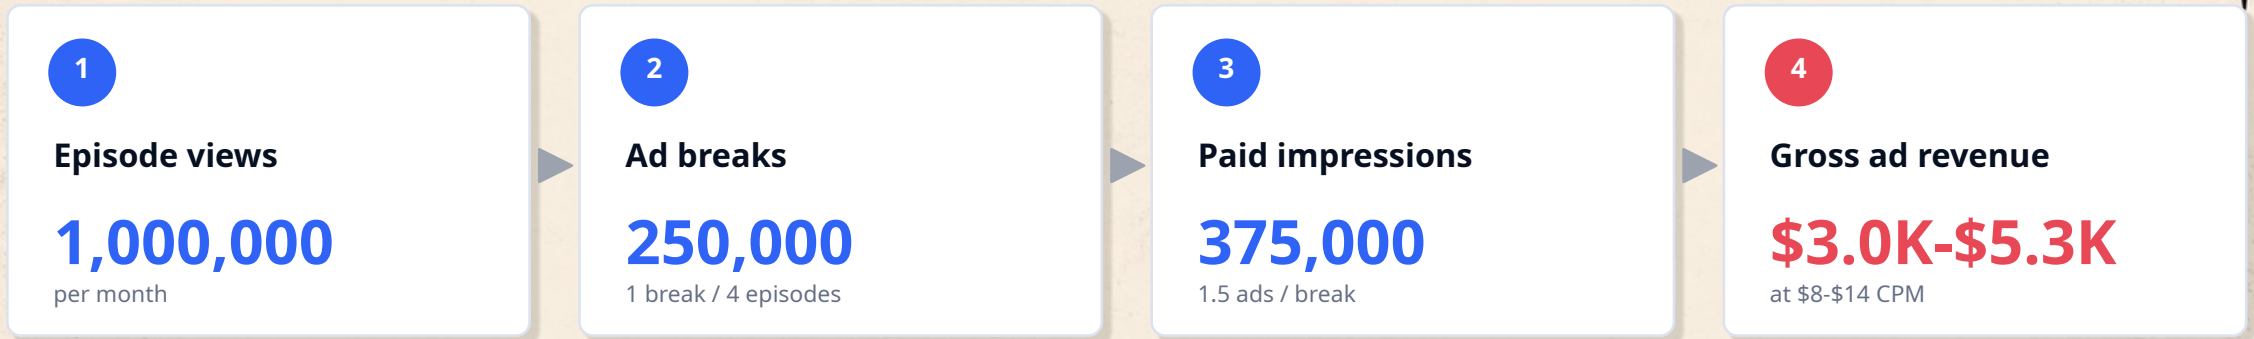 1
Episode views
1,000,000
per month
2
Ad breaks
250,000
1 break / 4 episodes
3
Paid impressions
375,000
1.5 ads / break
4
Gross ad revenue
$3.0K-$5.3K
at $8-$14 CPM